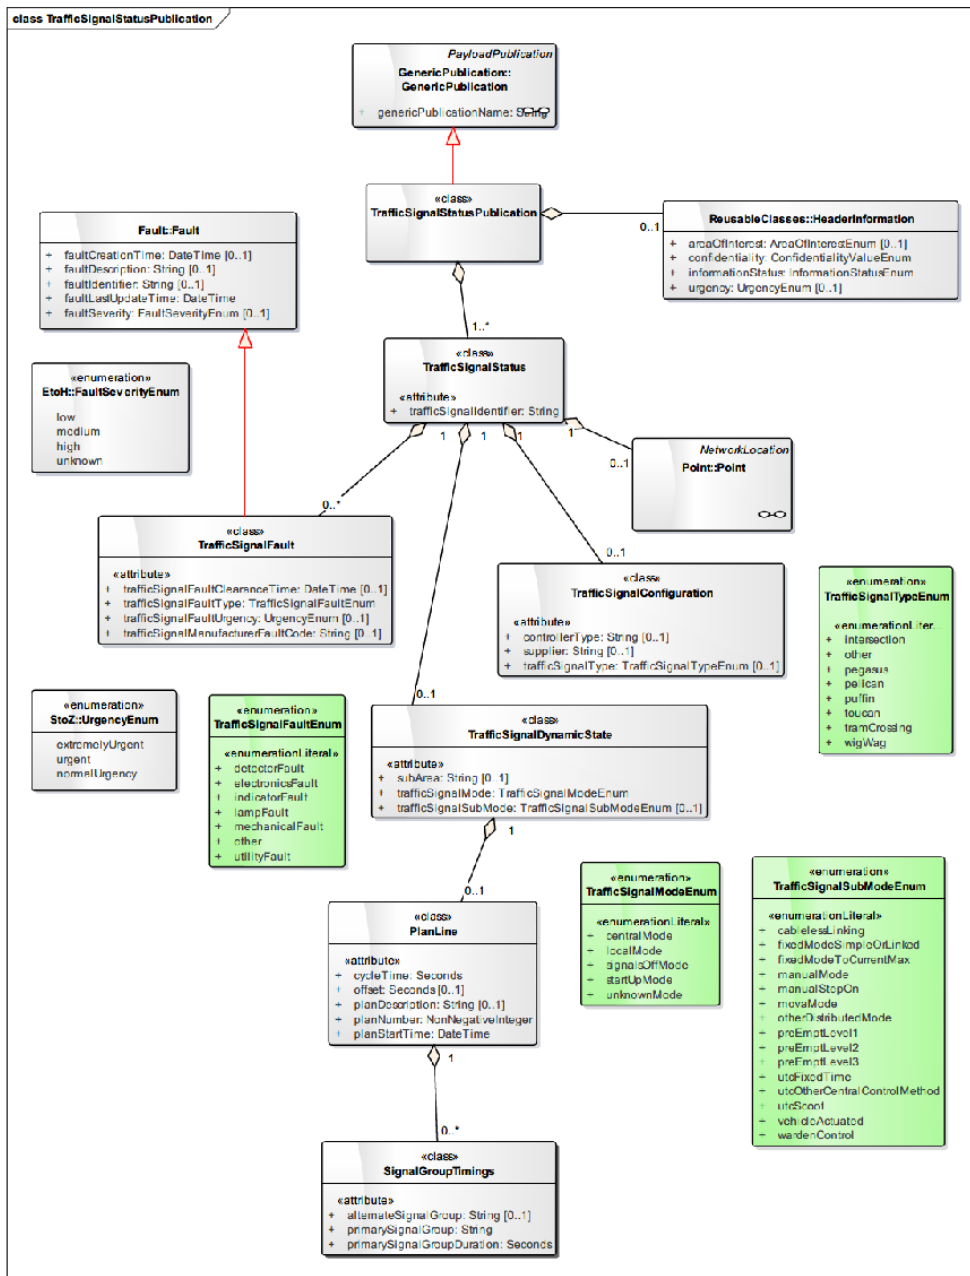 class TrafficSignalStatusPublication
PayloadPublication
GenericPublication::
GenericPublication
+ genericPublicationName: String
«class»
TrafficSignalStatusPublication
0..1
ReusableClasses::HeaderInformation
+ areaOfInterest: AreaOfInterestEnum [0..1]
+ confidentiality: ConfidentialityValueEnum
+ informationStatus: InformationStatusEnum
+ urgency: UrgencyEnum [0..1]
Fault::Fault
+ faultCreationTime: DateTime [0..1]
+ faultDescription: String [0..1]
+ faultIdentifier: String [0..1]
+ faultLastUpdateTime: DateTime
+ faultSeverity: FaultSeverityEnum [0..1]
1..*
«class»
TrafficSignalStatus
«attribute»
+ trafficSignalIdentifier: String
1
1
1
1
«enumeration»
EtoH::FaultSeverityEnum
low
medium
high
unknown
0..1
NetworkLocation
Point::Point
0..*
«class»
TrafficSignalFault
«attribute»
+ trafficSignalFaultClearanceTime: DateTime [0..1]
+ trafficSignalFaultType: TrafficSignalFaultEnum
+ trafficSignalFaultUrgency: UrgencyEnum [0..1]
+ trafficSignalManufacturerFaultCode: String [0..1]
0..1
«class»
TrafficSignalConfiguration
«attribute»
+ controllerType: String [0..1]
+ supplier: String [0..1]
+ trafficSignalType: TrafficSignalTypeEnum [0..1]
«enumeration»
TrafficSignalTypeEnum
«enumerationLiter...
+ intersection
+ other
+ pegasus
+ pelican
+ puffin
+ toucan
+ tramCrossing
+ wigWag
«enumeration»
StoZ::UrgencyEnum
extremelyUrgent
urgent
normalUrgency
«enumeration»
TrafficSignalFaultEnum
«enumerationLiteral»
+ detectorFault
+ electronicsFault
+ indicatorFault
+ lampFault
+ mechanicalFault
+ other
+ utilityFault
0..1
«class»
TrafficSignalDynamicState
«attribute»
+ subArea: String [0..1]
+ trafficSignalMode: TrafficSignalModeEnum
+ trafficSignalSubMode: TrafficSignalSubModeEnum [0..1]
1
0..1
«class»
PlanLine
«attribute»
+ cycleTime: Seconds
+ offset: Seconds [0..1]
+ planDescription: String [0..1]
+ planNumber: NonNegativeInteger
+ planStartTime: DateTime
1
«enumeration»
TrafficSignalModeEnum
«enumerationLiteral»
+ centralMode
+ localMode
+ signalsOffMode
+ startUpMode
+ unknownMode
«enumeration»
TrafficSignalSubModeEnum
«enumerationLiteral»
+ cablelessLinking
+ fixedModeSimpleOrLinked
+ fixedModeToCurrentMax
+ manualMode
+ manualStepOn
+ movaMode
+ otherDistributedMode
+ preEmptLevel1
+ preEmptLevel2
+ preEmptLevel3
+ utcFixedTime
+ utcOtherCentralControlMethod
+ utcScoot
+ vehicleActuated
+ wardenControl
0..*
«class»
SignalGroupTimings
«attribute»
+ alternateSignalGroup: String [0..1]
+ primarySignalGroup: String
+ primarySignalGroupDuration: Seconds